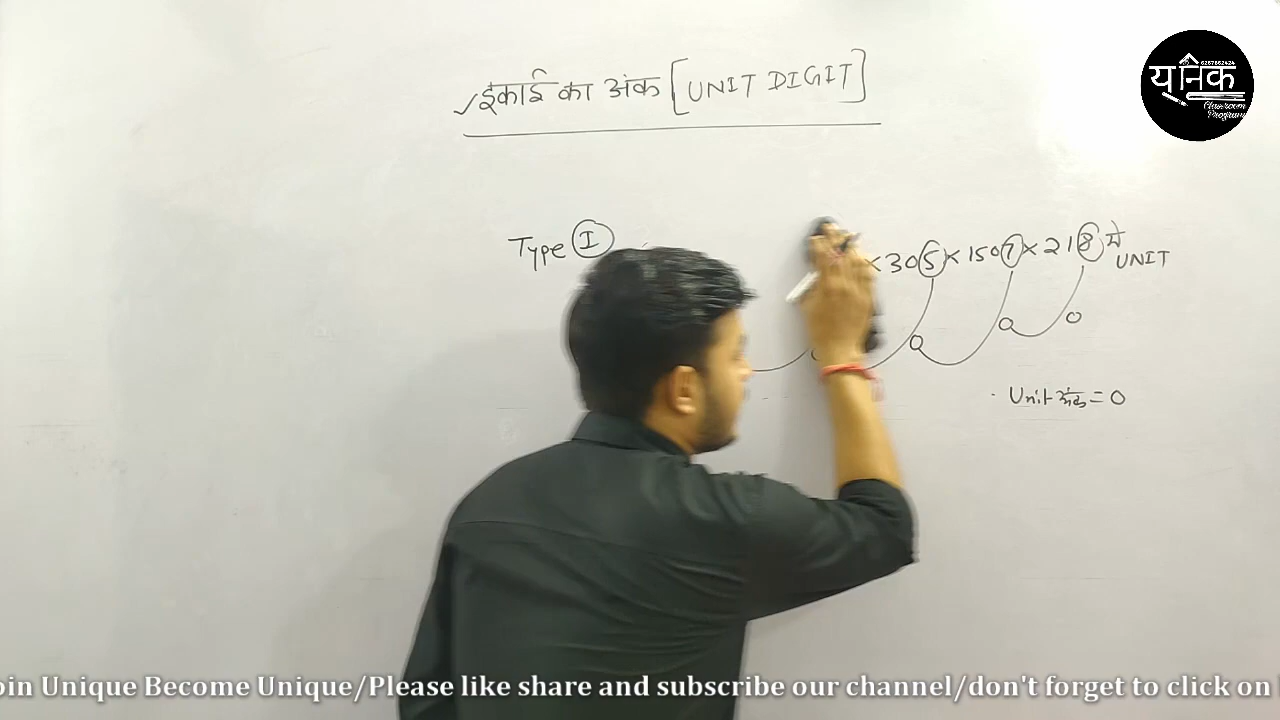 ✓इकाई का अंक [UNIT DIGIT]
Type I
×305×1507×218 में
UNIT
Unit अंक = 0
6267862424
यूनिक
Classroom
Program
oin Unique Become Unique/Please like share and subscribe our channel/don't forget to click on